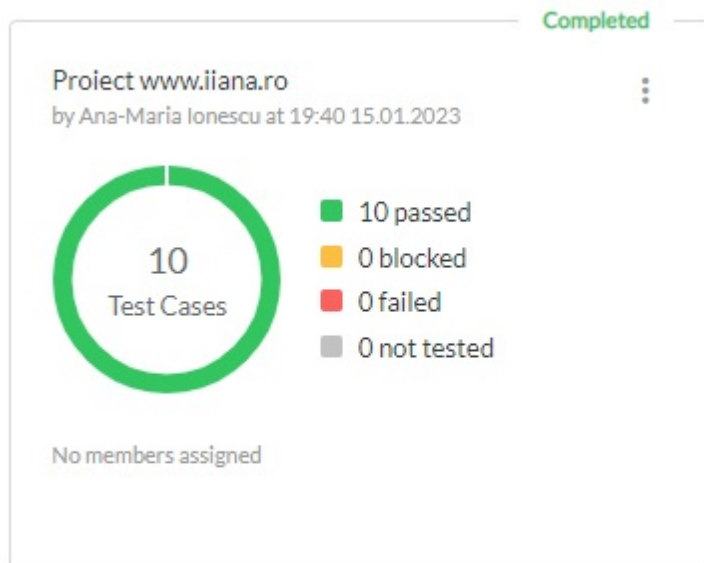 Completed
Proiect www.iiana.ro
by Ana-Maria Ionescu at 19:40 15.01.2023
10
Test Cases
10 passed
0 blocked
0 failed
0 not tested
No members assigned